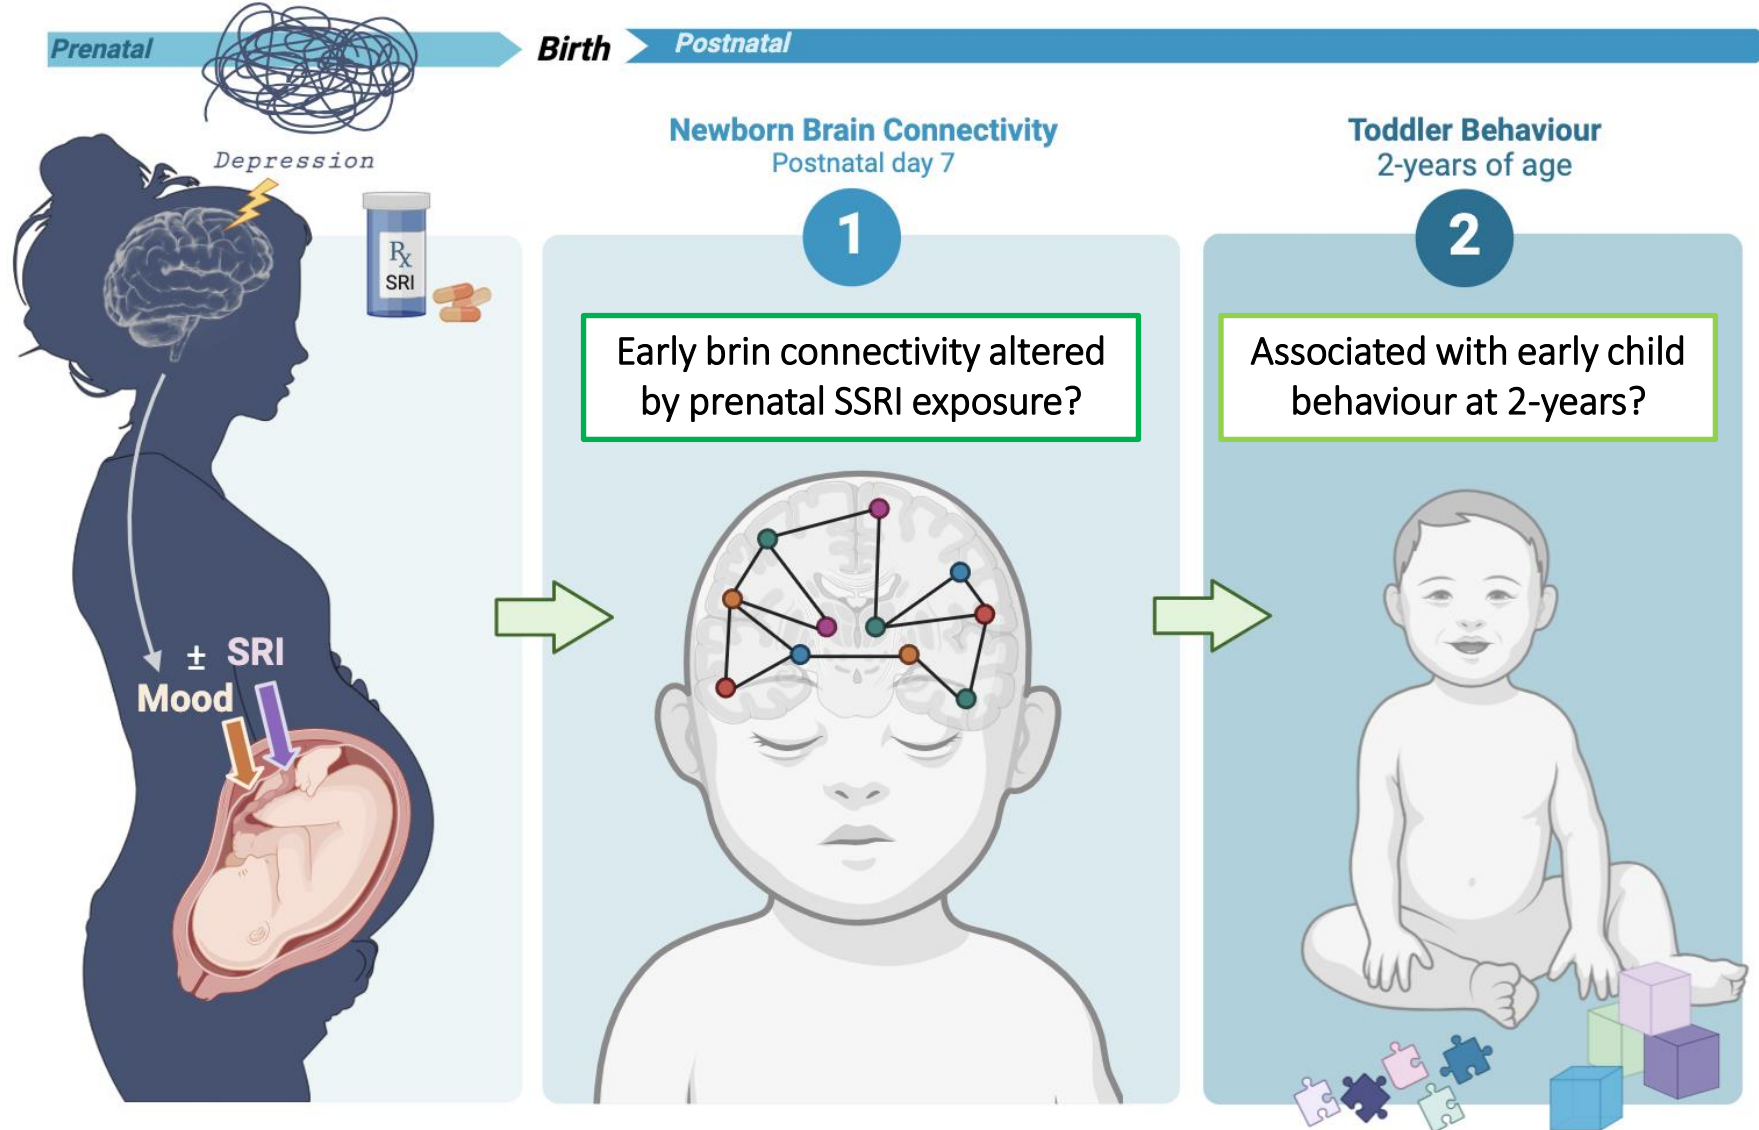 Prenatal
Birth
Postnatal
Depression
Rx
SRI
± SRI
Mood
Newborn Brain Connectivity
Postnatal day 7
1
Early brin connectivity altered
by prenatal SSRI exposure?
Toddler Behaviour
2-years of age
2
Associated with early child
behaviour at 2-years?